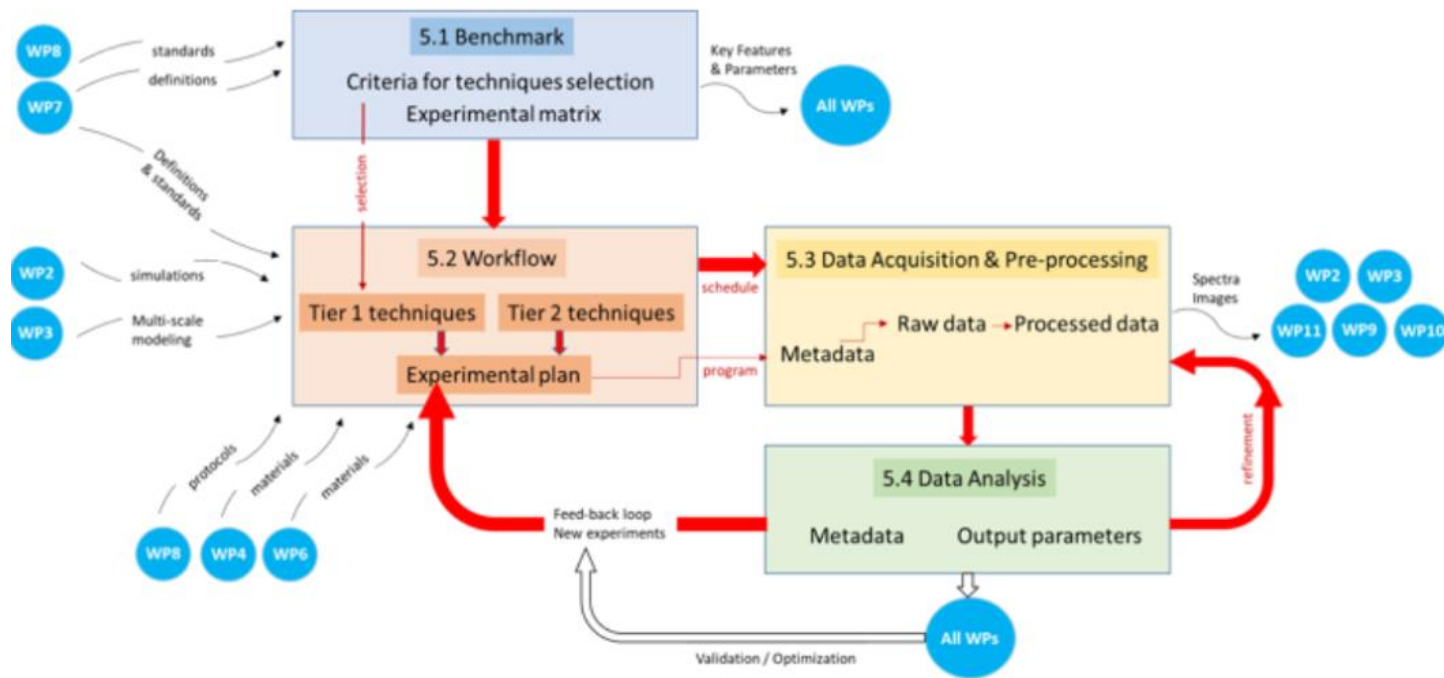 WP8
standards
WP7
definitions
5.1 Benchmark
Criteria for techniques selection
Experimental matrix
Key Features
& Parameters
All WPs
Definitions
& standards
selection
WP2
simulations
WP3
Multi-scale
modeling
5.2 Workflow
Tier 1 techniques
Tier 2 techniques
Experimental plan
schedule
program
5.3 Data Acquisition & Pre-processing
Raw data
Processed data
Metadata
Spectra
Images
WP2
WP3
WP11
WP9
WP10
protocols
materials
materials
WP8
WP4
WP6
Feed-back loop
New experiments
5.4 Data Analysis
Metadata
Output parameters
refinement
All WPs
Validation / Optimization